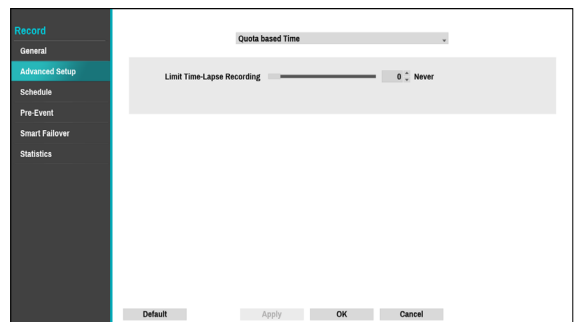 Record
General
Advanced Setup
Schedule
Pre-Event
Smart Failover
Statistics
Quota based Time
Limit Time-Lapse Recording 0 Never
Default Apply OK Cancel